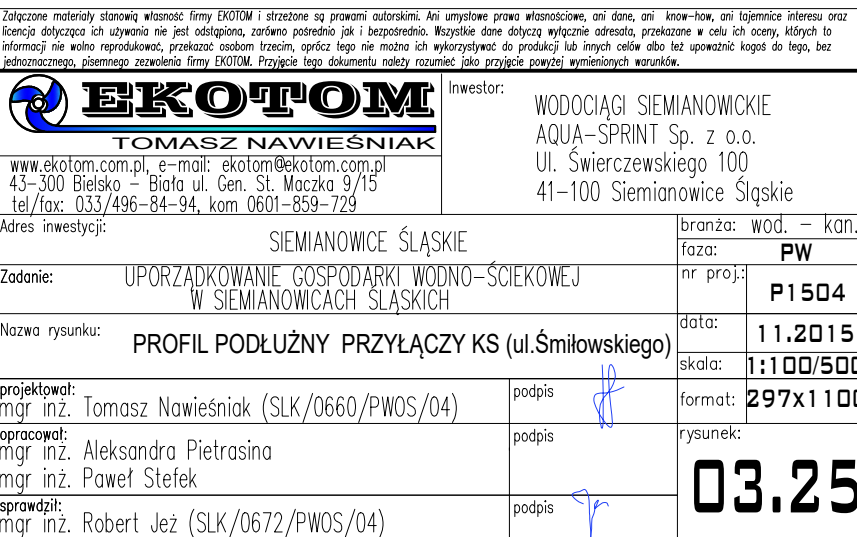 Załączone materiały stanowią własność firmy EKOTOM i strzeżone są prawami autorskimi. Ani umysłowe prawa własnościowe, ani dane, ani know-how, ani tajemnice interesu oraz
licencja dotycząca ich używania nie jest odstąpiona, zarówno pośrednio jak i bezpośrednio. Wszystkie dane dotyczą wyłącznie adresata, przekazane w celu ich oceny, których to
informacji nie wolno reprodukować, przekazać osobom trzecim, oprócz tego nie można ich wykorzystywać do produkcji lub innych celów albo też upoważnić kogoś do tego, bez
jednoznacznego, pisemnego zezwolenia firmy EKOTOM. Przyjęcie tego dokumentu należy rozumieć jako przyjęcie powyżej wymienionych warunków.
EKOTOM
TOMASZ NAWIEŚNIAK
www.ekotom.com.pl, e-mail: ekotom@ekotom.com.pl
43-300 Bielsko - Biała ul. Gen. St. Maczka 9/15
tel/fax: 033/496-84-94, kom 0601-859-729
Inwestor:
WODOCIĄGI SIEMIANOWICKIE
AQUA-SPRINT Sp. z o.o.
Ul. Świerczewskiego 100
41-100 Siemianowice Śląskie
Adres inwestycji:
SIEMIANOWICE ŚLĄSKIE
branża: wod. - kan.
faza: PW
Zadanie:
UPORZĄDKOWANIE GOSPODARKI WODNO-ŚCIEKOWEJ
W SIEMIANOWICACH ŚLĄSKICH
nr proj.: P1504
Nazwa rysunku:
PROFIL PODŁUŻNY PRZYŁĄCZY KS (ul.Śmiłowskiego)
data: 11.2015
skala: 1:100/500
projektował:
mgr inż. Tomasz Nawieśniak (SLK/0660/PWOS/04)
podpis
format: 297x1100
opracował:
mgr inż. Aleksandra Pietrasina
mgr inż. Paweł Stefek
podpis
rysunek:
03.25
sprawdził:
mgr inż. Robert Jeż (SLK/0672/PWOS/04)
podpis